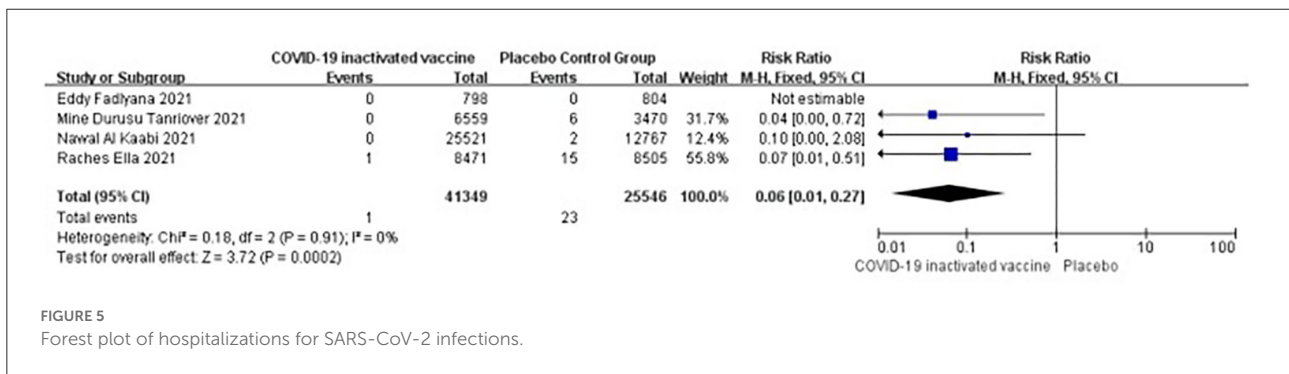 COVID-19 inactivated vaccine Placebo Control Group Risk Ratio Risk Ratio
Study or Subgroup Events Total Events Total Weight M-H, Fixed, 95% CI M-H, Fixed, 95% CI
Eddy Fadlyana 2021 0 798 0 804 Not estimable
Mine Durusu Tanriover 2021 0 6559 6 3470 31.7% 0.04 [0.00, 0.72]
Nawal Al Kaabi 2021 0 25521 2 12767 12.4% 0.10 [0.00, 2.08]
Raches Ella 2021 1 8471 15 8505 55.8% 0.07 [0.01, 0.51]
Total (95% CI) 41349 25546 100.0% 0.06 [0.01, 0.27]
Total events 1 23
Heterogeneity: Chi² = 0.18, df = 2 (P = 0.91); I² = 0%
Test for overall effect: Z = 3.72 (P = 0.0002)
0.01 0.1 1 10 100
COVID-19 inactivated vaccine Placebo
FIGURE 5
Forest plot of hospitalizations for SARS-CoV-2 infections.